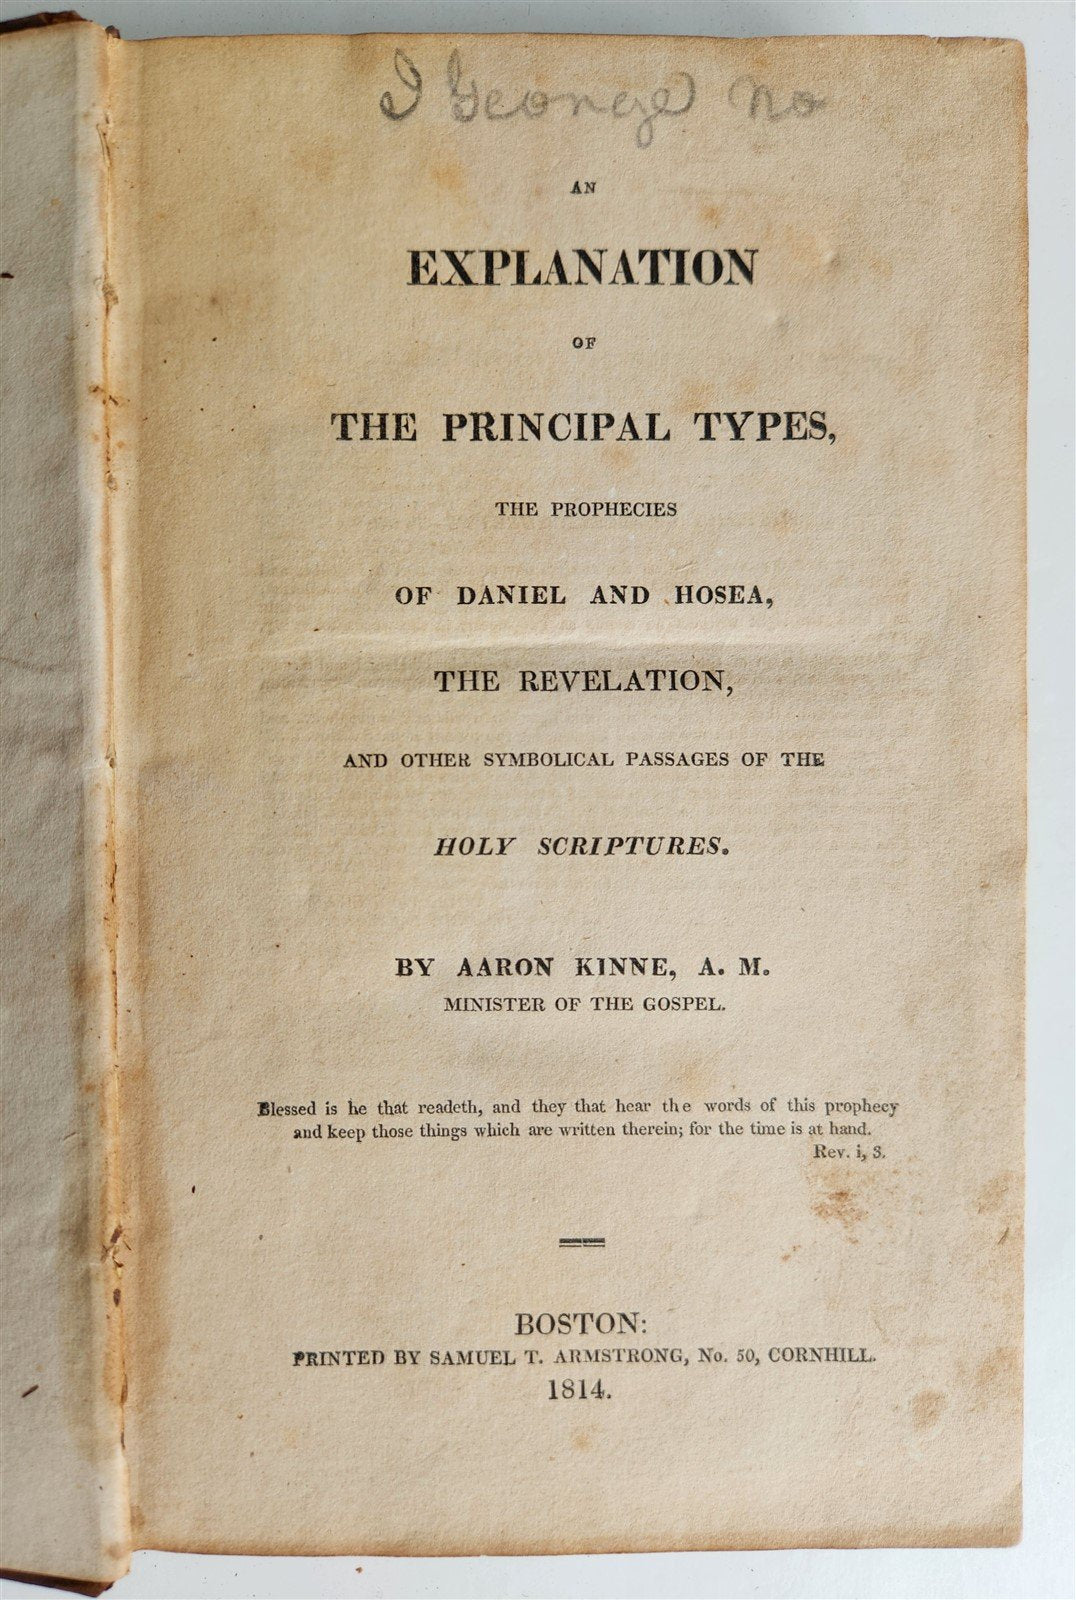 I George No
AN
EXPLANATION
OF
THE PRINCIPAL TYPES,
THE PROPHECIES
OF DANIEL AND HOSEA,
THE REVELATION,
AND OTHER SYMBOLICAL PASSAGES OF THE
HOLY SCRIPTURES.
BY AARON KINNE, A. M.
MINISTER OF THE GOSPEL.
Blessed is he that readeth, and they that hear the words of this prophecy
and keep those things which are written therein; for the time is at hand.
Rev. i, 3.
BOSTON:
PRINTED BY SAMUEL T. ARMSTRONG, No. 50, CORNHILL.
1814.